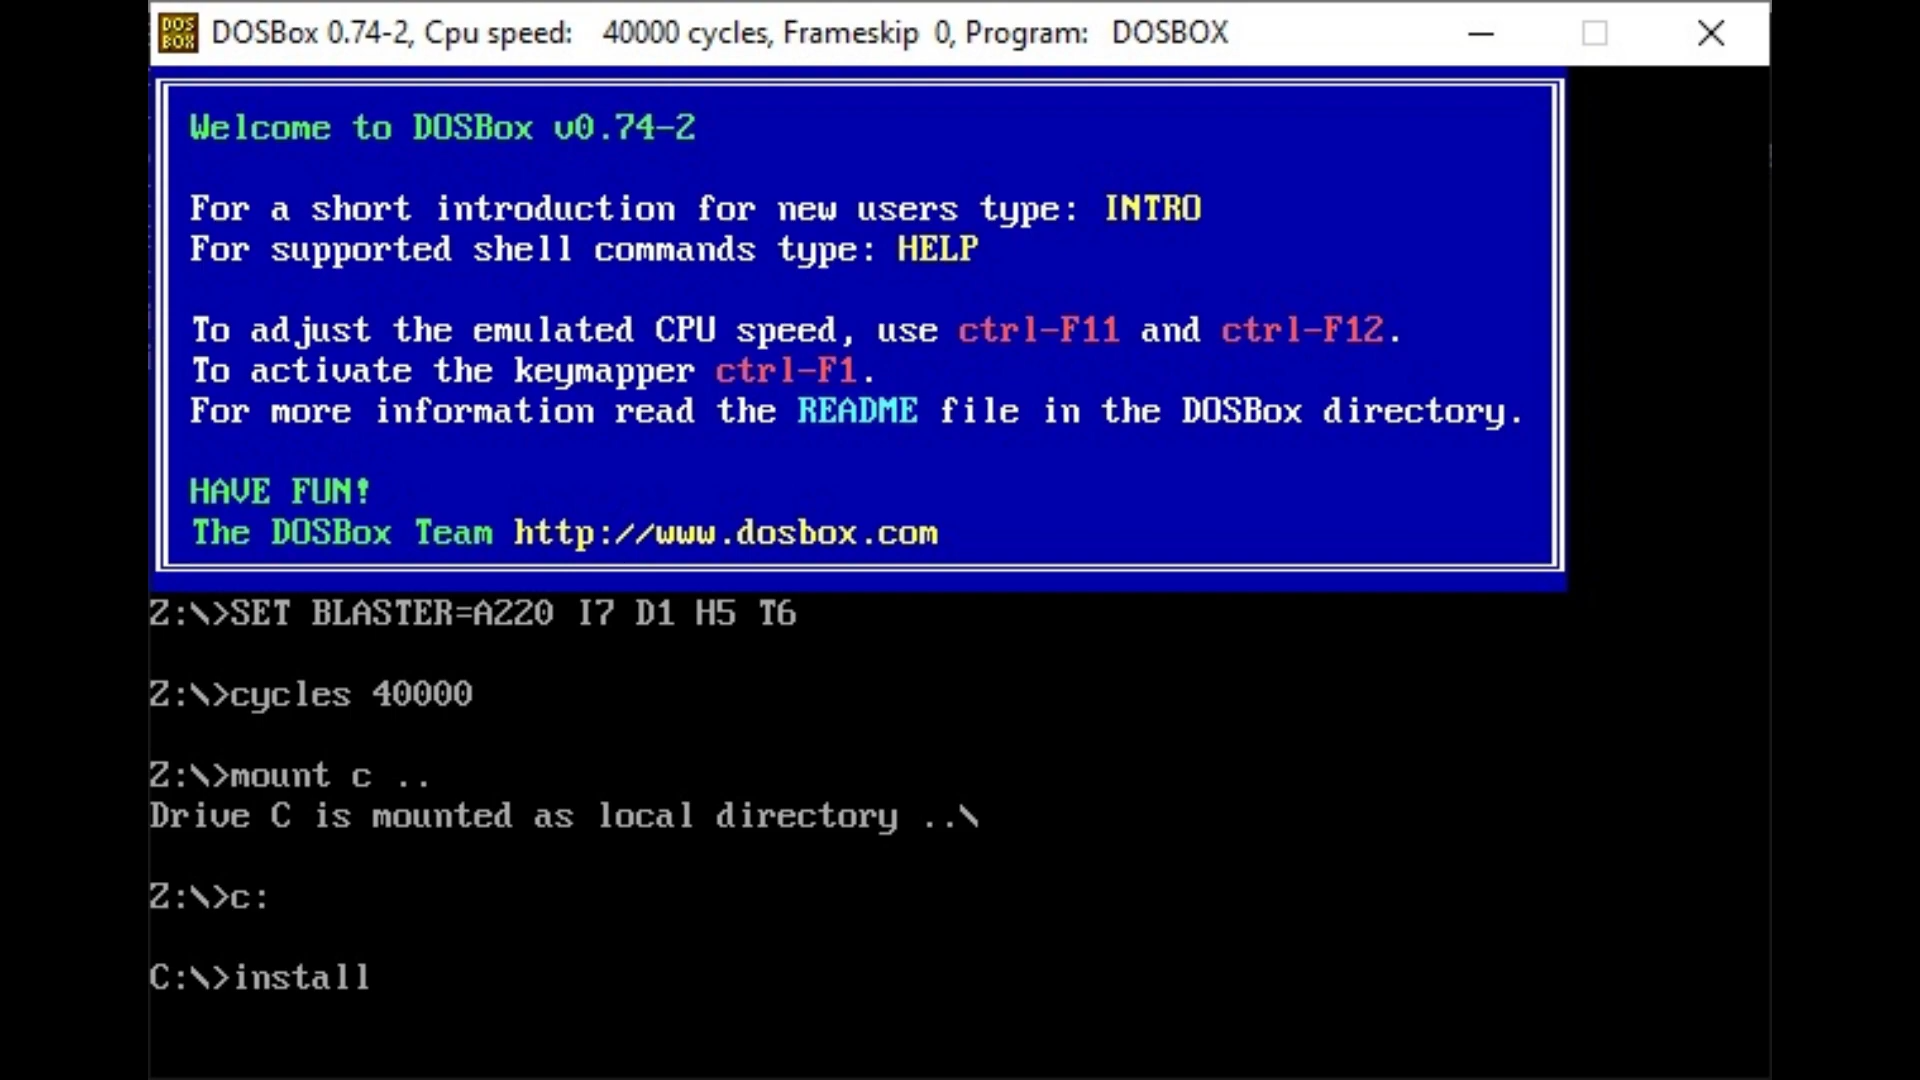 DOS
BOX
DOSBox 0.74-2, Cpu speed: 40000 cycles, Frameskip 0, Program: DOSBOX
Welcome to DOSBox v0.74-2
For a short introduction for new users type: INTRO
For supported shell commands type: HELP
To adjust the emulated CPU speed, use ctrl-F11 and ctrl-F12.
To activate the keymapper ctrl-F1.
For more information read the README file in the DOSBox directory.
HAVE FUN!
The DOSBox Team http://www.dosbox.com
Z:\>SET BLASTER=A220 I7 D1 H5 T6
Z:\>cycles 40000
Z:\>mount c ..
Drive C is mounted as local directory ..\
Z:\>c:
C:\>install